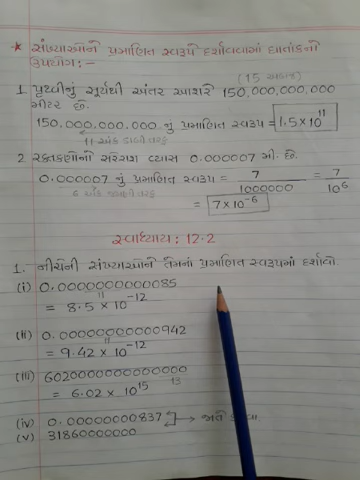 * સંખ્યાઓને પ્રમાણિત સ્વરૂપે દર્શાવવામાં ઘાતાંકનો
ઉપયોગ:-
1. પૃથ્વીનું સૂર્યથી અંતર આશરે 150,000,000,000
મીટર છે.
150,000,000,000 નું પ્રમાણિત સ્વરૂપ = 1.5×10^11
11 અંક ડાબી તરફ
2 રક્તકણોનો સરેરાશ વ્યાસ 0.000007 મી. છે.
0.000007 નું પ્રમાણિત સ્વરૂપ = 7/1000000 = 7/10^6
6 અંક જમણી તરફ
= 7×10^-6
સ્વાધ્યાય: 12.2
1. નીચેની સંખ્યાઓને તેમનાં પ્રમાણિત સ્વરૂપમાં દર્શાવો.
(i) 0.0000000000085
= 8.5 × 10^-12
(ii) 0.00000000000942
= 9.42 × 10^-12
(iii) 6020000000000000
= 6.02 × 10^15
(iv) 0.00000000837
(v) 31860000000